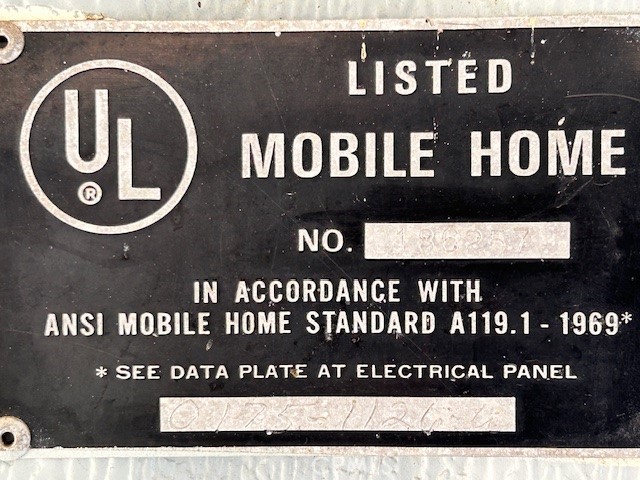 UL®
LISTED
MOBILE HOME
NO. 186257
IN ACCORDANCE WITH
ANSI MOBILE HOME STANDARD A119.1 - 1969*
* SEE DATA PLATE AT ELECTRICAL PANEL